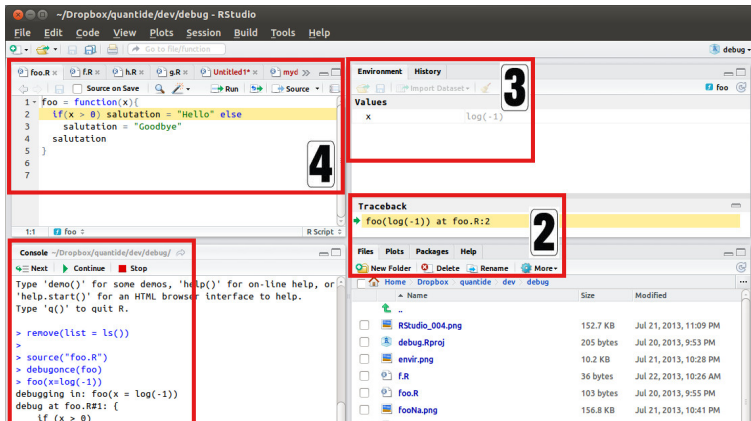 ~/Dropbox/quantide/dev/debug - RStudio
File Edit Code View Plots Session Build Tools Help
Go to file/function
debug
foo.R × f.R × h.R × g.R × Untitled1* × myd
Source on Save Run Source
1 foo = function(x){
2 if(x > 0) salutation = "Hello" else
3 salutation = "Goodbye"
4 salutation
5 }
6
7
4
1:1 foo R Script
Environment History
Import Dataset
foo
Values
x log(-1)
3
Traceback
foo(log(-1)) at foo.R:2
2
Console ~/Dropbox/quantide/dev/debug/
Next Continue Stop
Type 'demo()' for some demos, 'help()' for on-line help, or
'help.start()' for an HTML browser interface to help.
Type 'q()' to quit R.
> remove(list = ls())
>
> source("foo.R")
> debugonce(foo)
> foo(x=log(-1))
debugging in: foo(x = log(-1))
debug at foo.R#1: {
if (x > 0)
Files Plots Packages Help
New Folder Delete Rename More
Home Dropbox quantide dev debug ...
Name Size Modified
..
RStudio_004.png 152.7 KB Jul 21, 2013, 11:09 PM
debug.Rproj 205 bytes Jul 20, 2013, 9:53 PM
envir.png 10.2 KB Jul 21, 2013, 10:28 PM
f.R 36 bytes Jul 22, 2013, 10:26 AM
foo.R 103 bytes Jul 20, 2013, 9:55 PM
fooNa.png 156.8 KB Jul 21, 2013, 10:41 PM